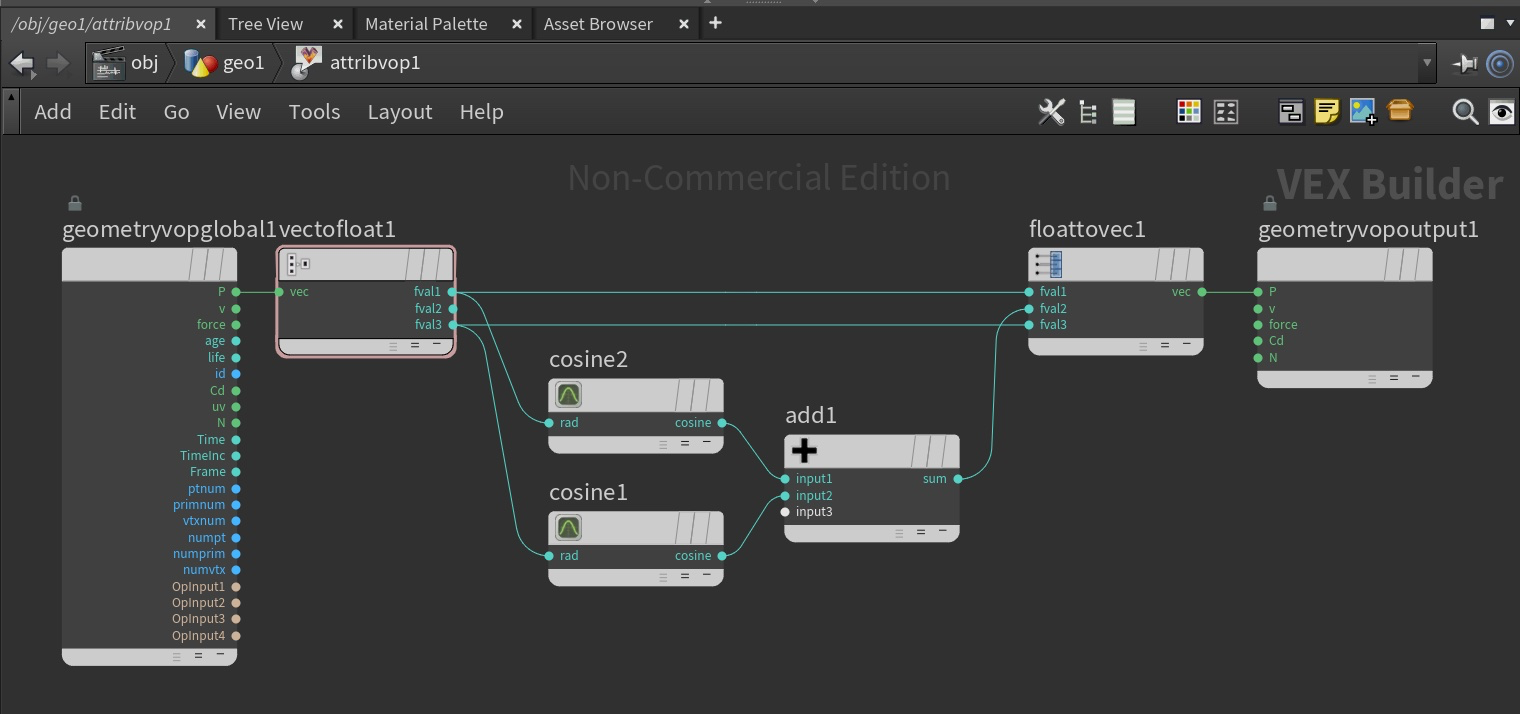 /obj/geo1/attribvop1 × Tree View × Material Palette × Asset Browser × +
obj geo1 attribvop1
Add Edit Go View Tools Layout Help
Non-Commercial Edition
VEX Builder
geometryvopglobal1
P
v
force
age
life
id
Cd
uv
N
Time
TimeInc
Frame
ptnum
primnum
vtxnum
numpt
numprim
numvtx
OpInput1
OpInput2
OpInput3
OpInput4
vectofloat1
vec fval1
fval2
fval3
cosine2
rad cosine
cosine1
rad cosine
add1
input1 sum
input2
input3
floattovec1
fval1 vec
fval2
fval3
geometryvopoutput1
P
v
force
Cd
N